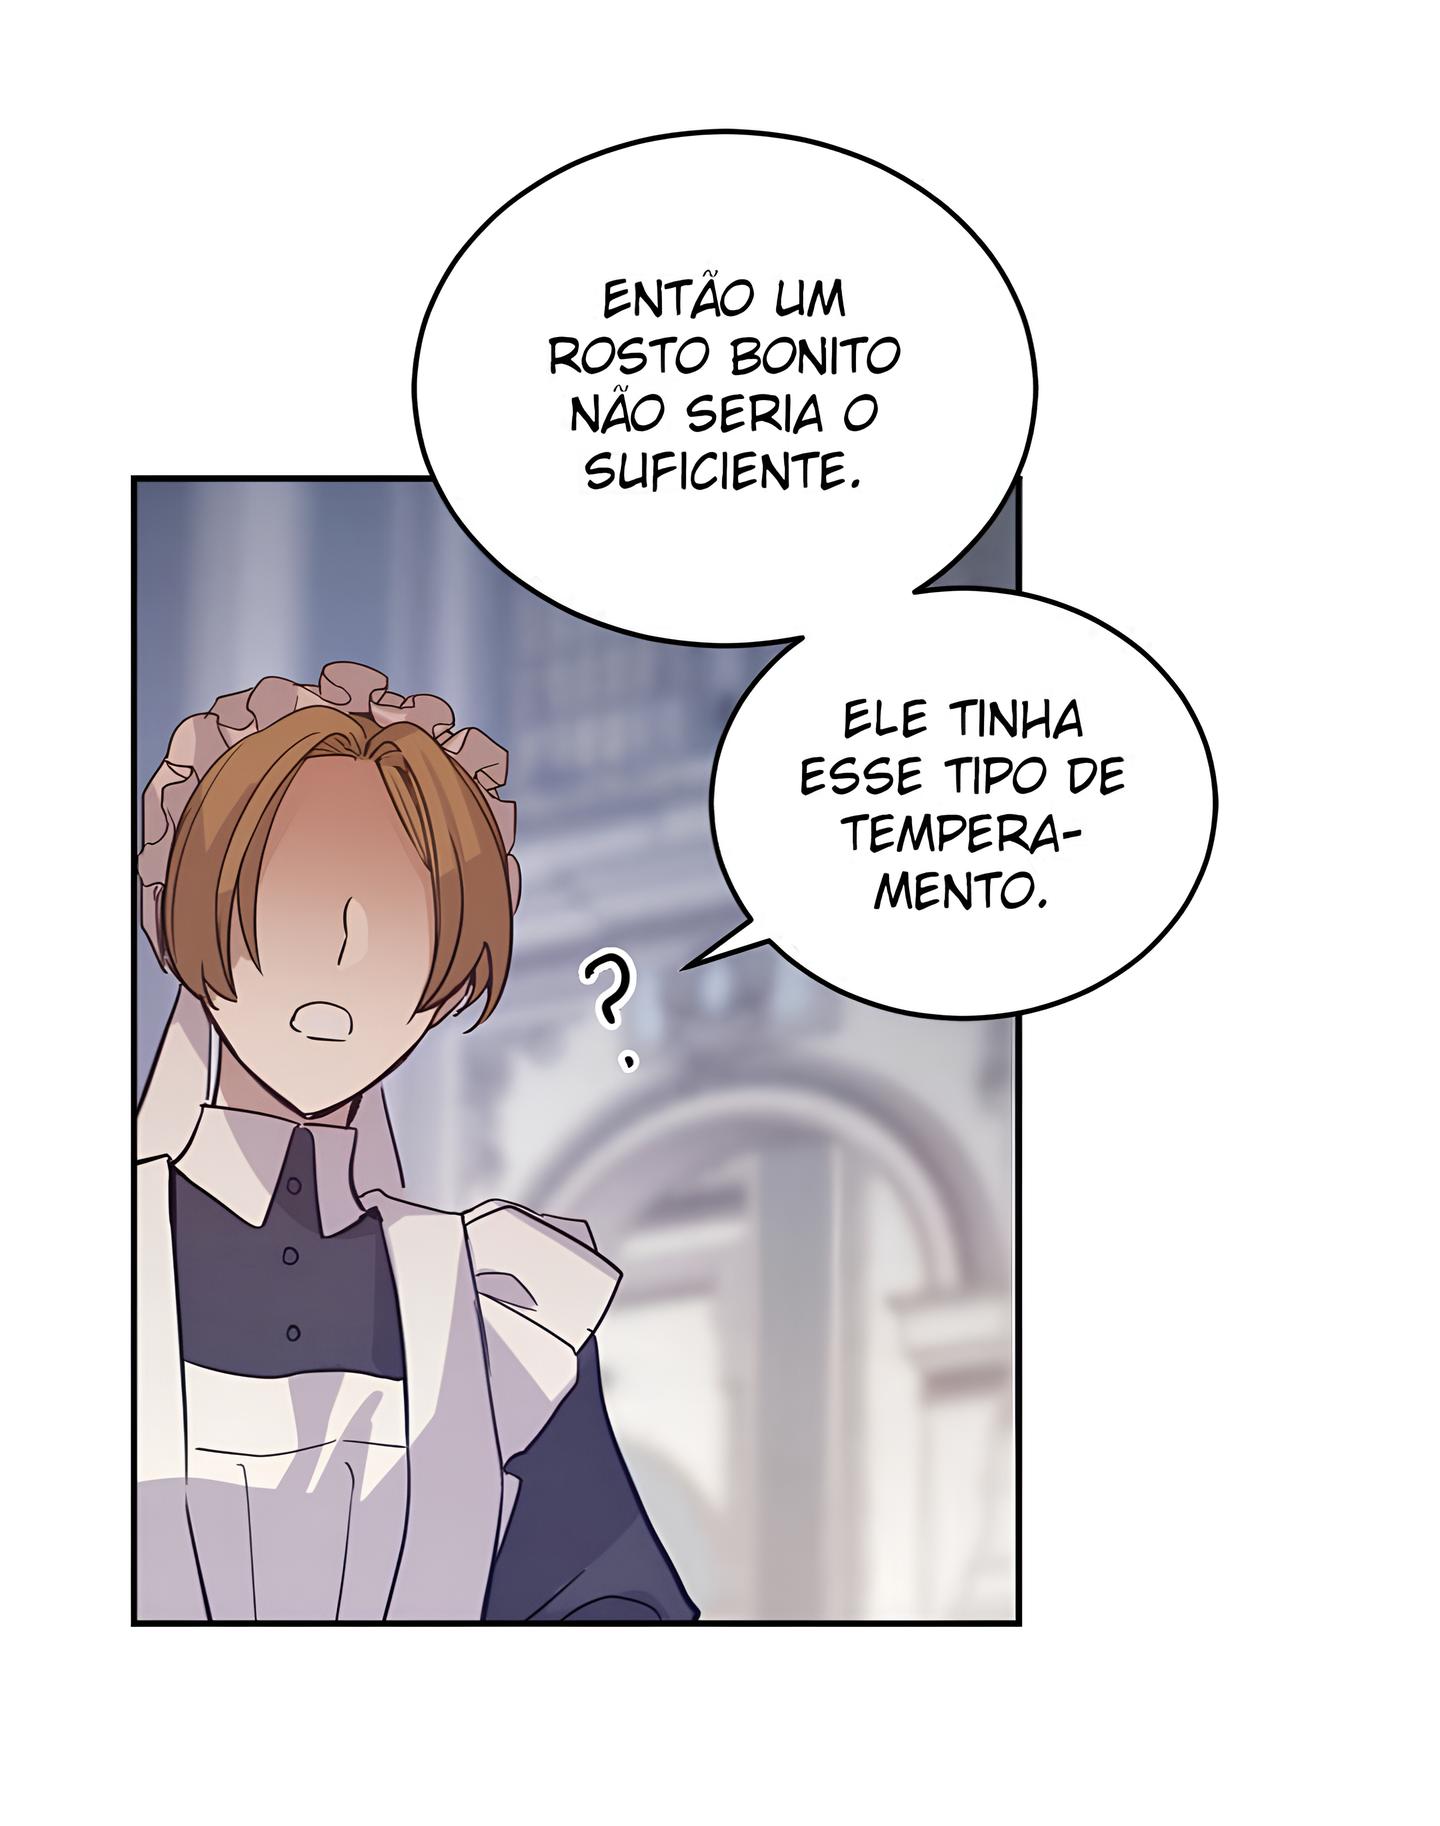 ENTÃO UM
ROSTO BONITO
NÃO SERIA O
SUFICIENTE.
ELE TINHA
ESSE TIPO DE
TEMPERA-
MENTO.
?